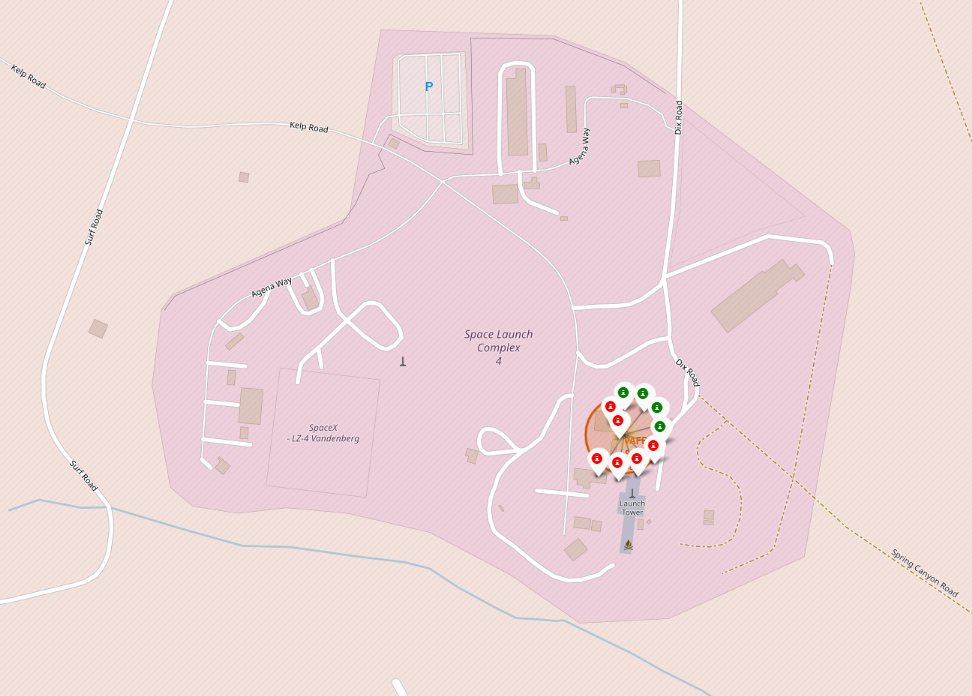 Kelp Road
P
Kelp Road
Dix Road
Agena Way
Surf Road
Agena Way
Space Launch
Complex
4
Dix Road
SpaceX
- LZ-4 Vandenberg
Surf Road
Launch
Tower
Spring Canyon Road